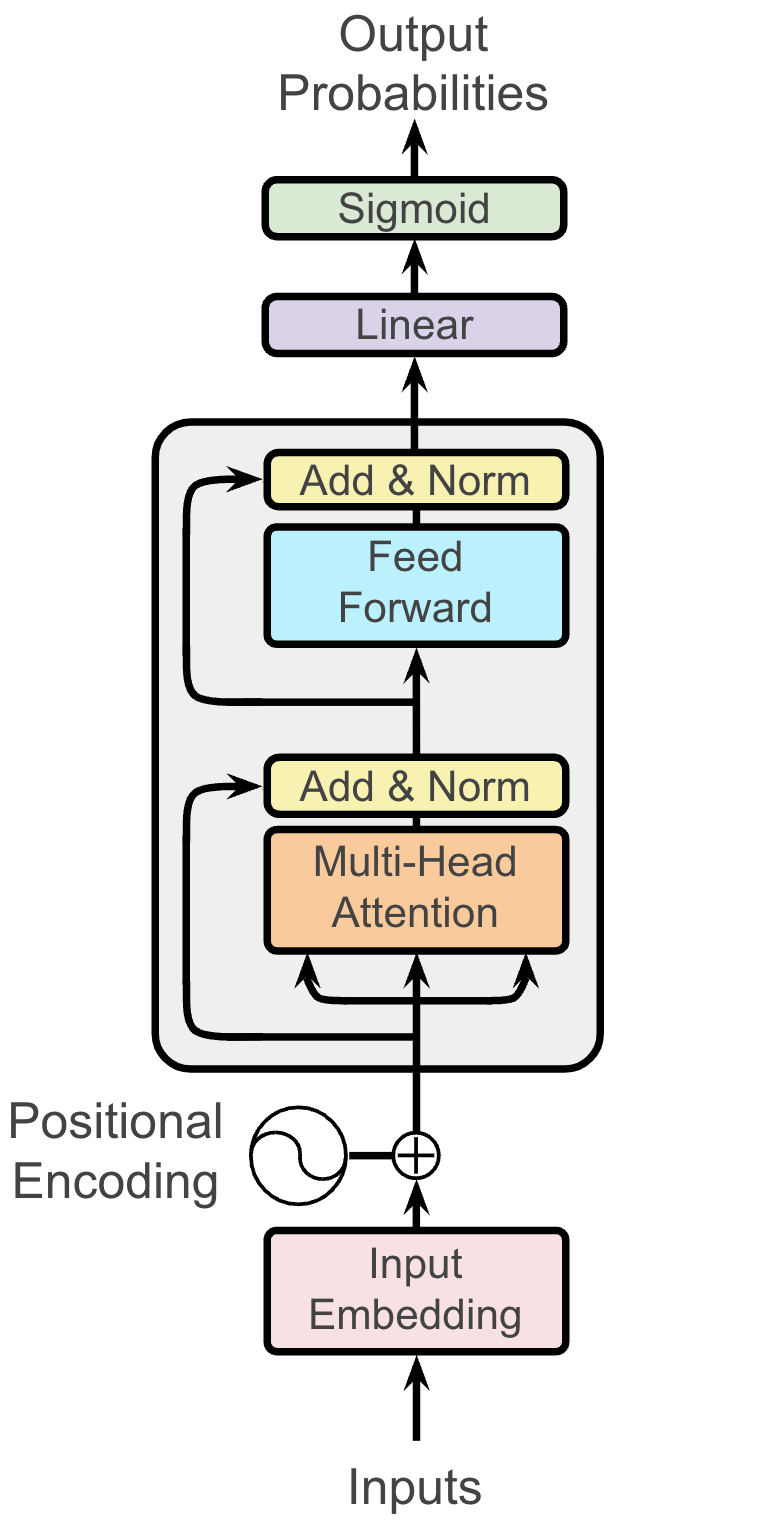 Output
Probabilities
Sigmoid
Linear
Add & Norm
Feed
Forward
Add & Norm
Multi-Head
Attention
Positional
Encoding
Input
Embedding
Inputs